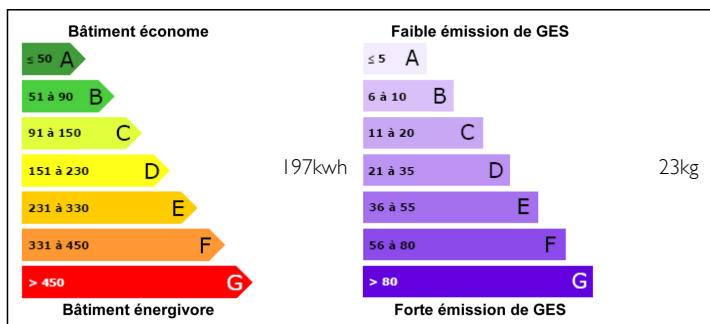 Bâtiment économe
≤ 50 A
51 à 90 B
91 à 150 C
151 à 230 D
231 à 330 E
331 à 450 F
> 450 G
Bâtiment énergivore
197kwh
Faible émission de GES
≤ 5 A
6 à 10 B
11 à 20 C
21 à 35 D
36 à 55 E
56 à 80 F
> 80 G
Forte émission de GES
23kg